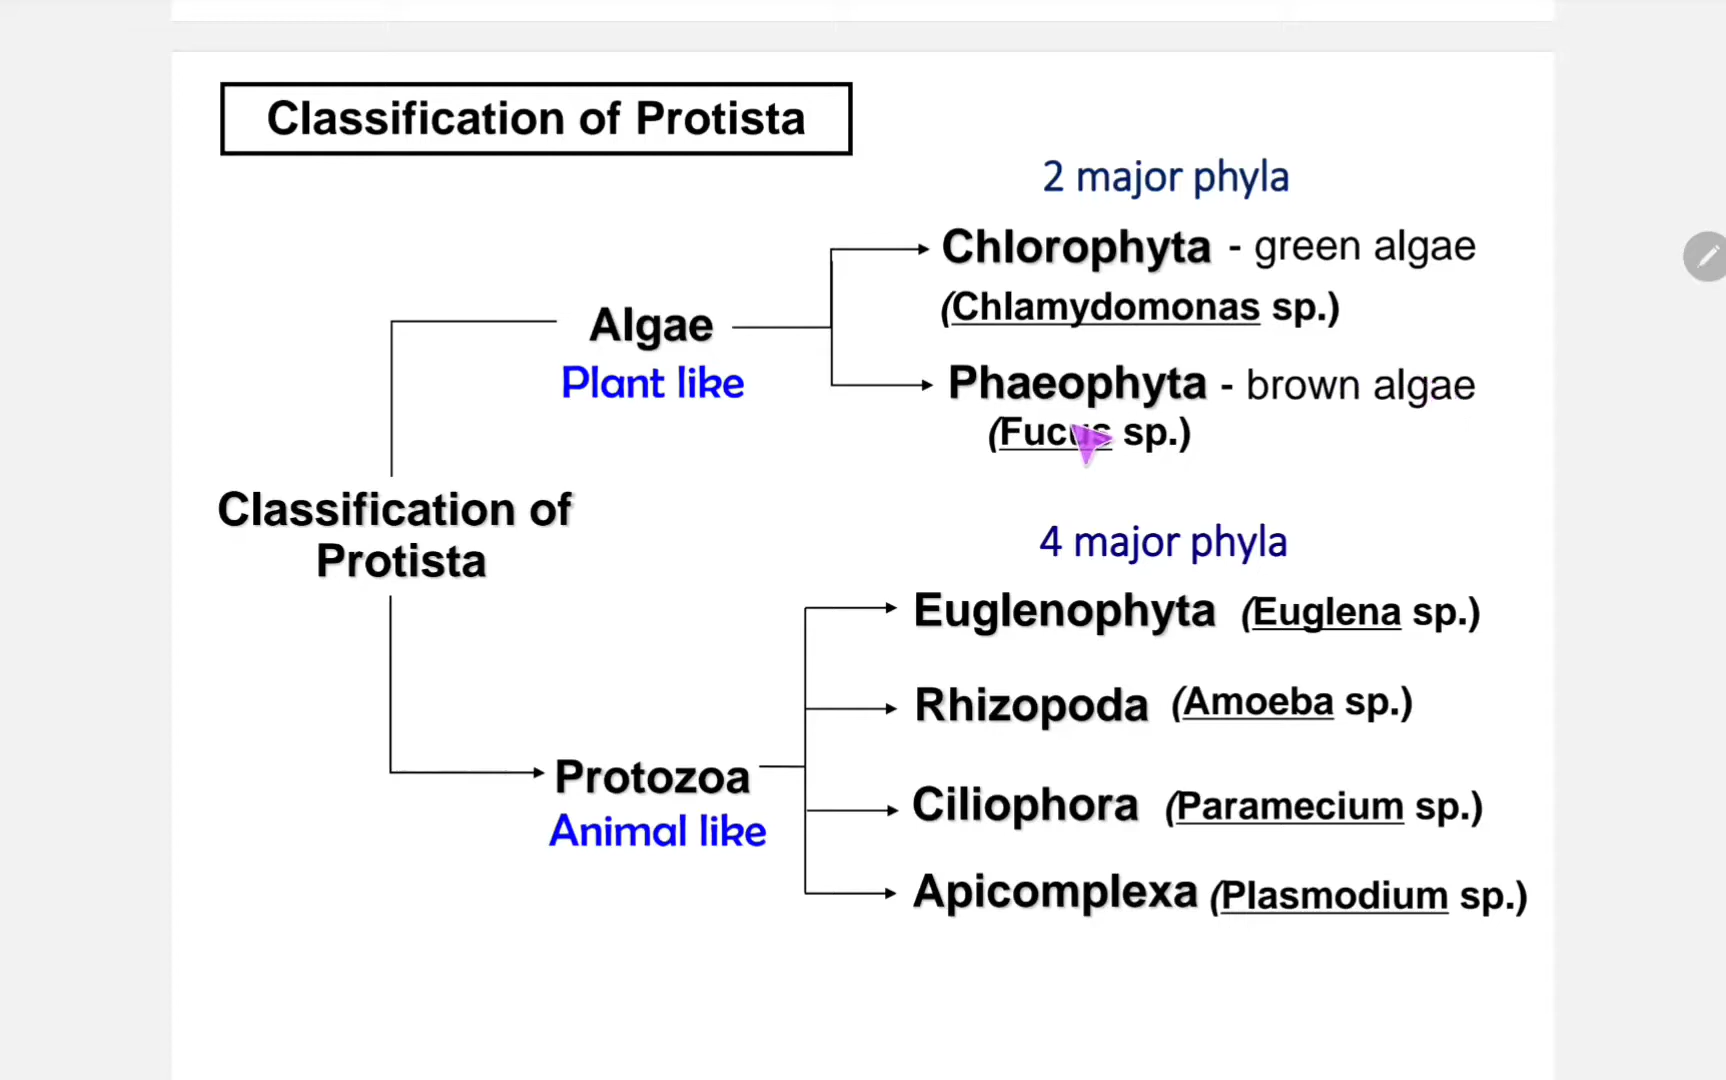 Classification of Protista
2 major phyla
Chlorophyta - green algae
(Chlamydomonas sp.)
Algae
Plant like
Phaeophyta - brown algae
(Fucus sp.)
Classification of
Protista
4 major phyla
Euglenophyta (Euglena sp.)
Rhizopoda (Amoeba sp.)
Protozoa
Animal like
Ciliophora (Paramecium sp.)
Apicomplexa (Plasmodium sp.)